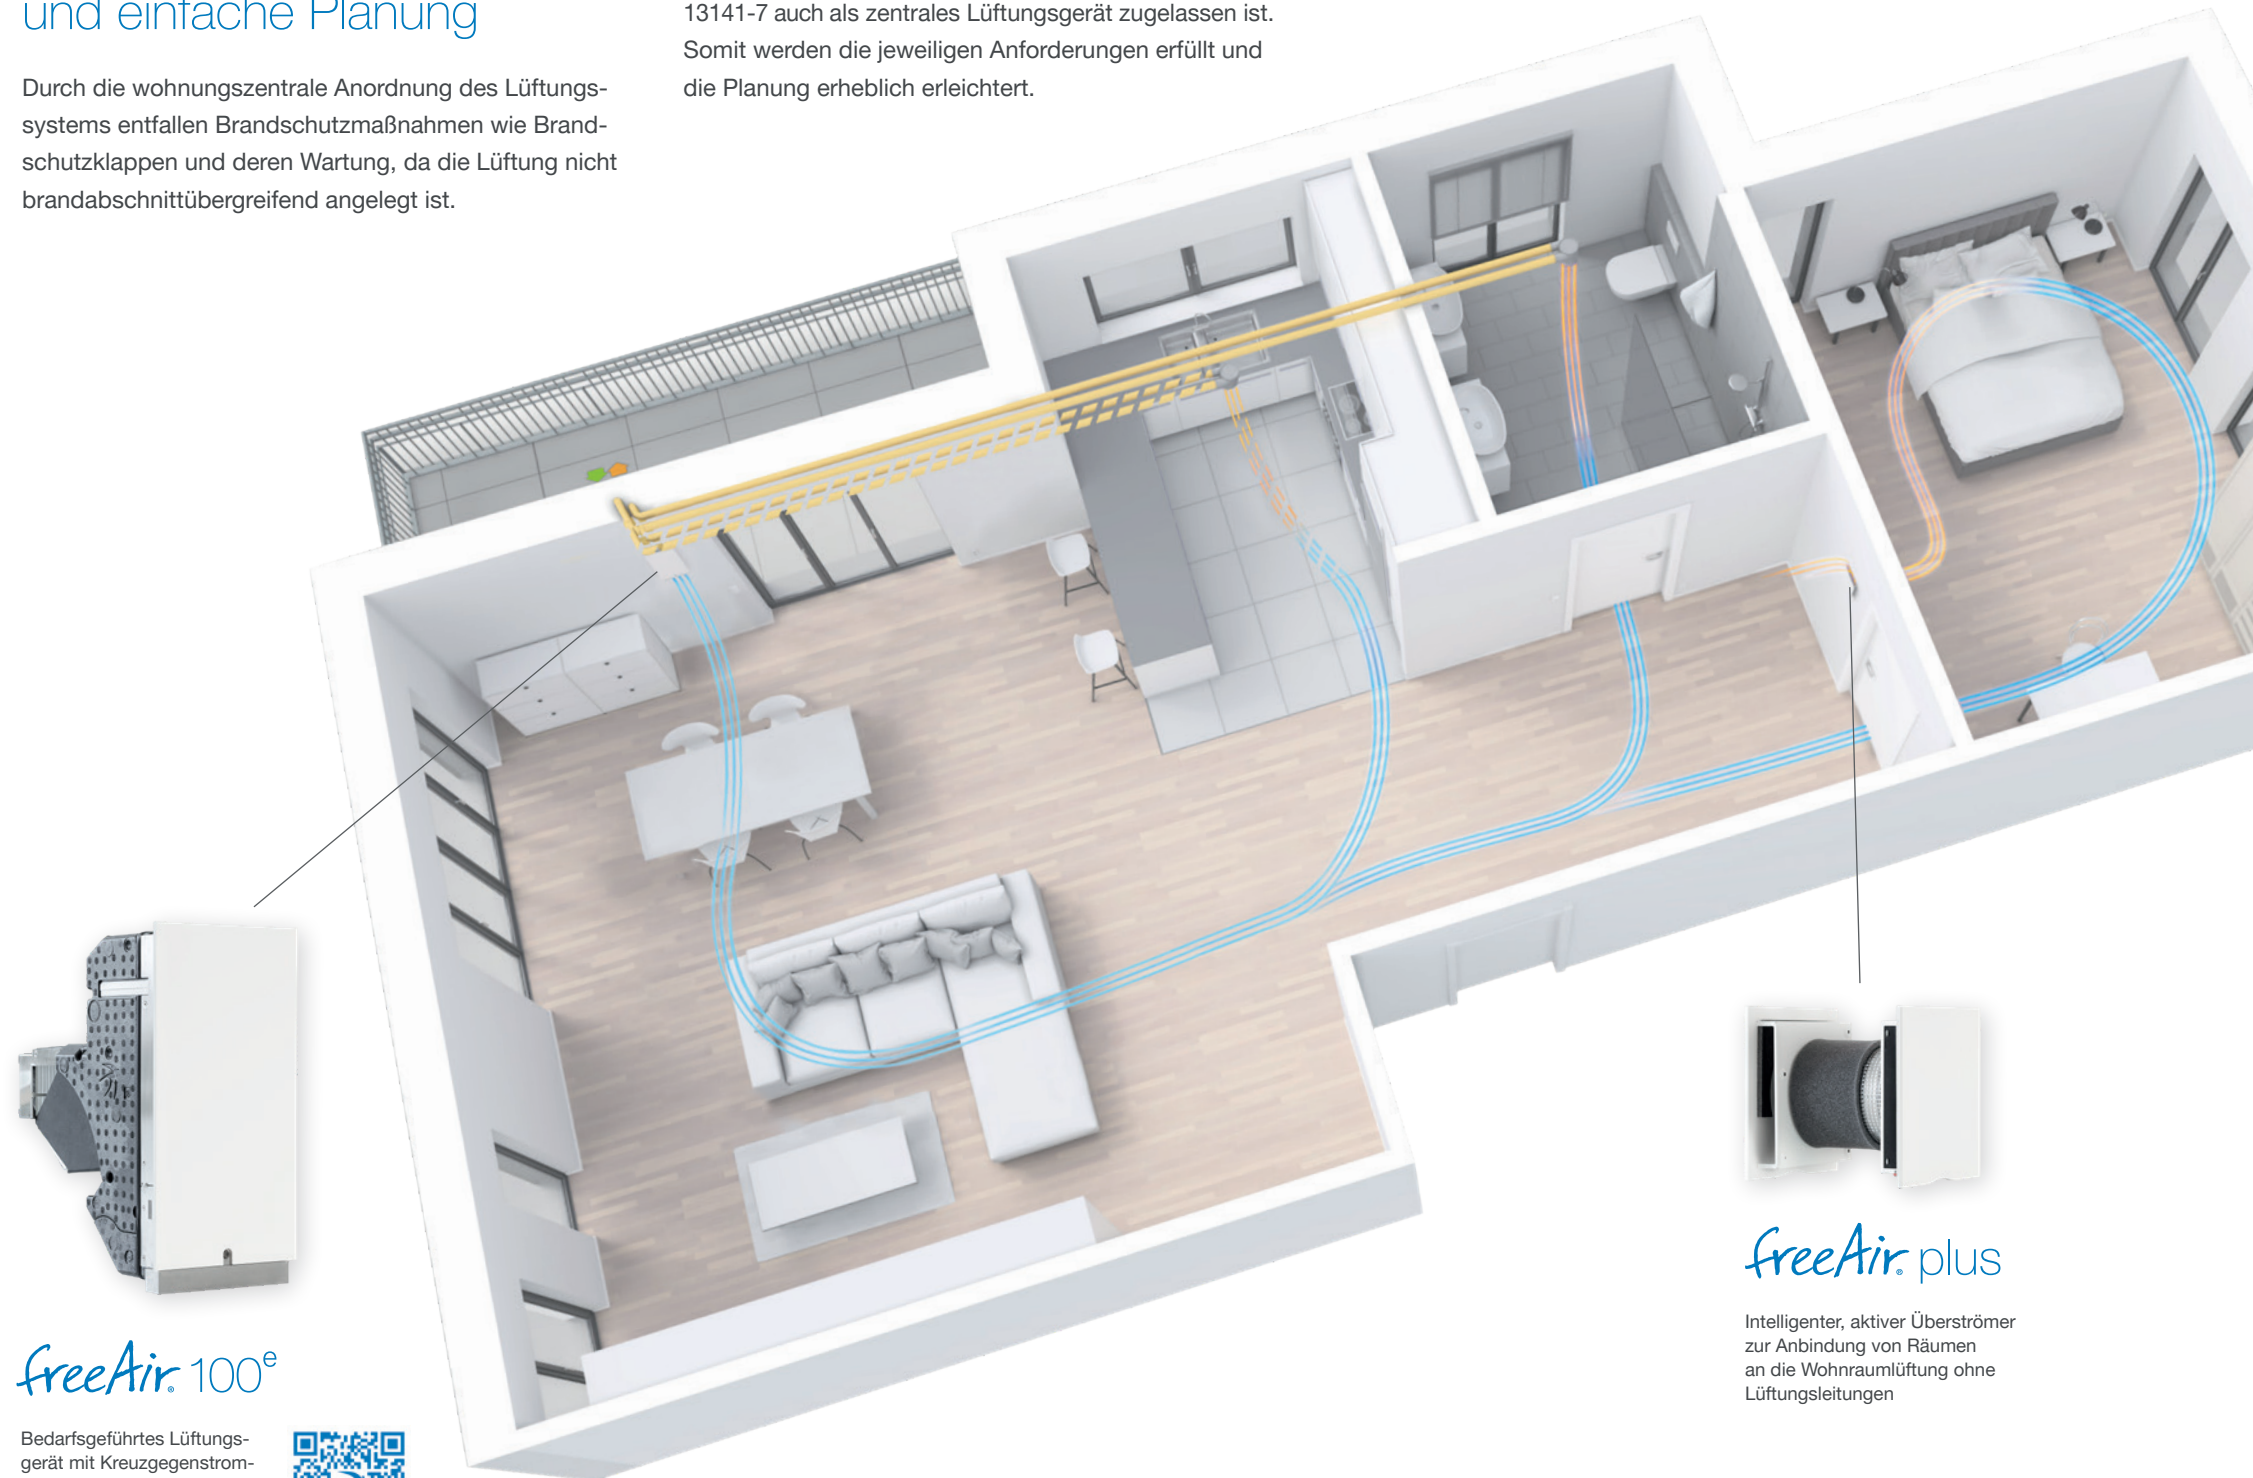 und einfache Planung
Durch die wohnungszentrale Anordnung des Lüftungs-
systems entfallen Brandschutzmaßnahmen wie Brand-
schutzklappen und deren Wartung, da die Lüftung nicht
brandabschnittübergreifend angelegt ist.
13141-7 auch als zentrales Lüftungsgerät zugelassen ist.
Somit werden die jeweiligen Anforderungen erfüllt und
die Planung erheblich erleichtert.
freeAir® 100e
Bedarfsgeführtes Lüftungs-
gerät mit Kreuzgegenstrom-
freeAir® plus
Intelligenter, aktiver Überströmer
zur Anbindung von Räumen
an die Wohnraumlüftung ohne
Lüftungsleitungen